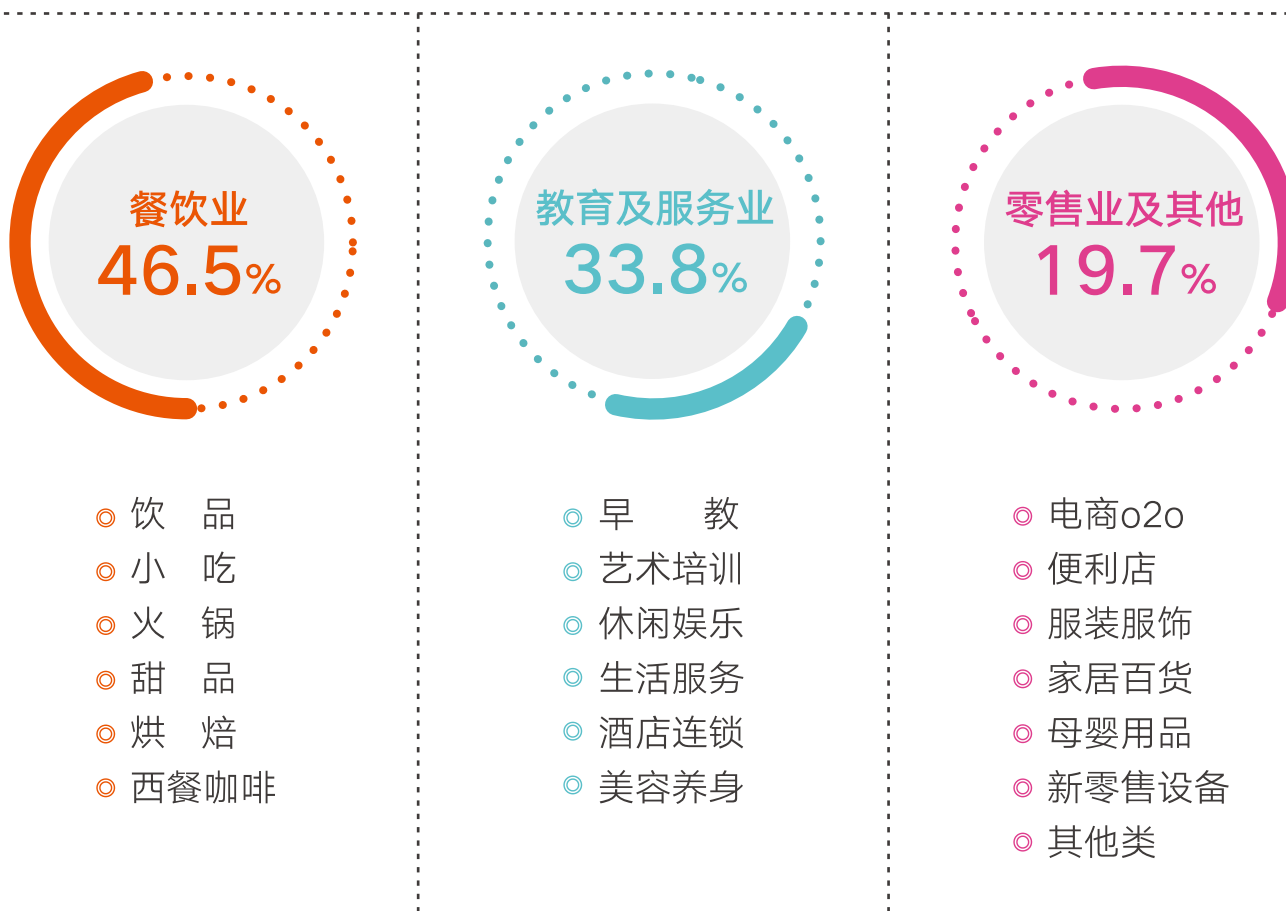 餐饮业
46.5%
饮 品
小 吃
火 锅
甜 品
烘 焙
西餐咖啡
教育及服务业
33.8%
早 教
艺术培训
休闲娱乐
生活服务
酒店连锁
美容养身
零售业及其他
19.7%
电商o2o
便利店
服装服饰
家居百货
母婴用品
新零售设备
其他类